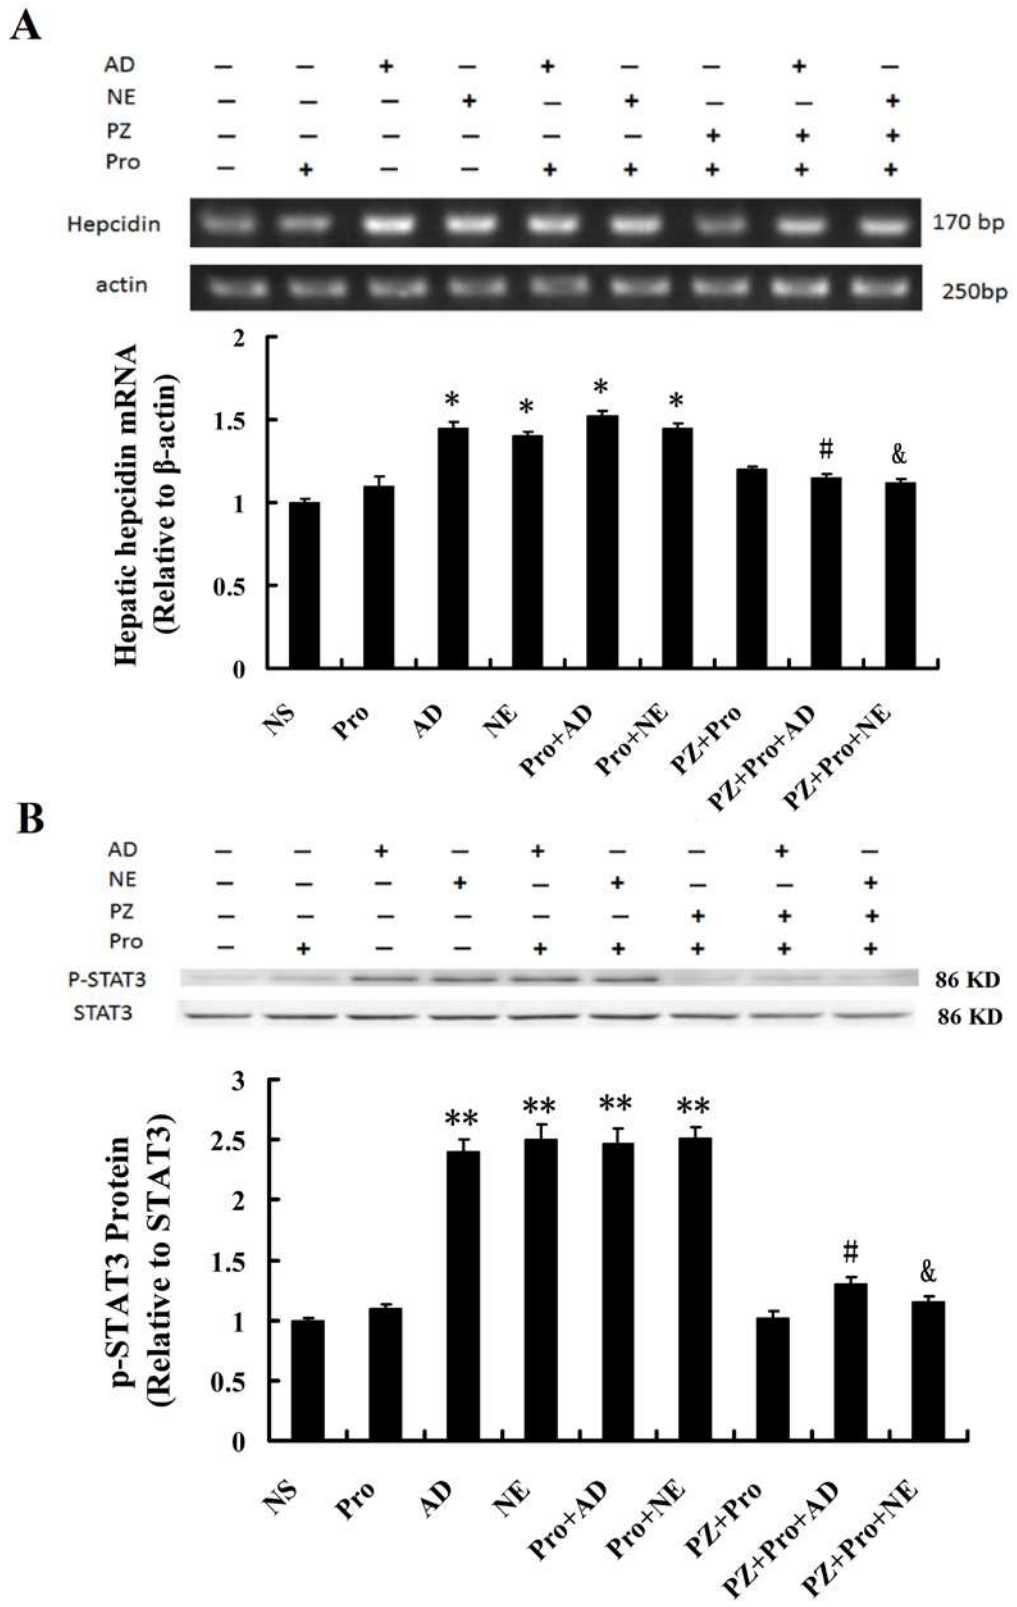 A
AD – – + – + – – + –
NE – – – + – + – – +
PZ – – – – – – + + +
Pro – + – – + + + + +
Hepcidin 170 bp
actin 250bp
Hepatic hepcidin mRNA
(Relative to β-actin)
2
1.5
1
0.5
0
* * * * # &
NS Pro AD NE Pro+AD Pro+NE PZ+Pro PZ+Pro+AD PZ+Pro+NE
B
AD – – + – + – – + –
NE – – – + – + – – +
PZ – – – – – – + + +
Pro – + – – + + + + +
P-STAT3 86 KD
STAT3 86 KD
p-STAT3 Protein
(Relative to STAT3)
3
2.5
2
1.5
1
0.5
0
** ** ** ** # &
NS Pro AD NE Pro+AD Pro+NE PZ+Pro PZ+Pro+AD PZ+Pro+NE